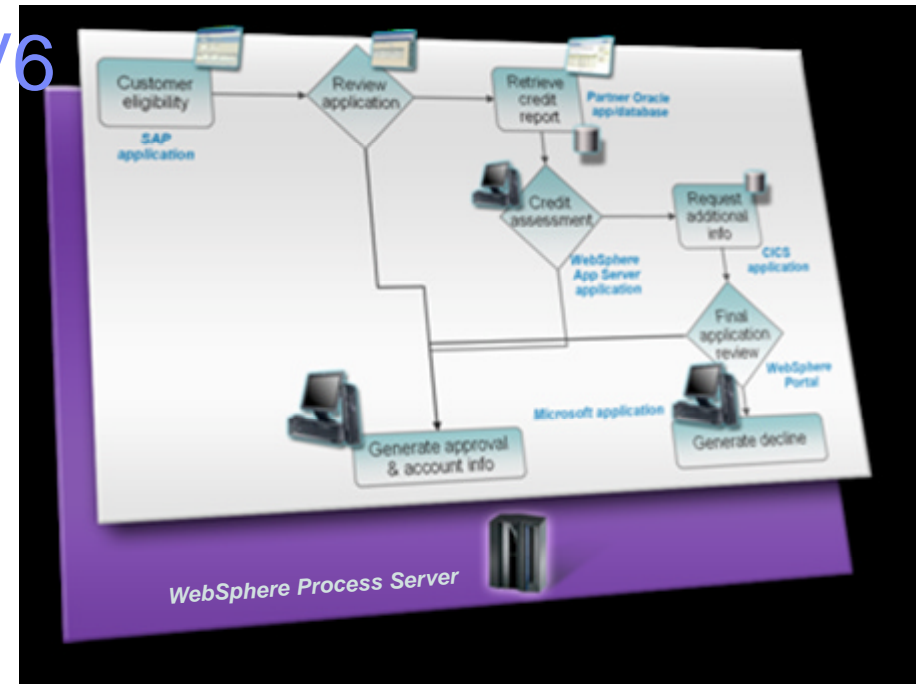 /6
Customer
eligibility
SAP
application
Review
application
Retrieve
credit
report
Partner Oracle
app/database
Credit
assessment
WebSphere
App Server
application
Request
additional
info
CICS
application
Final
application
review
WebSphere
Portal
Microsoft application
Generate approval
& account info
Generate decline
WebSphere Process Server